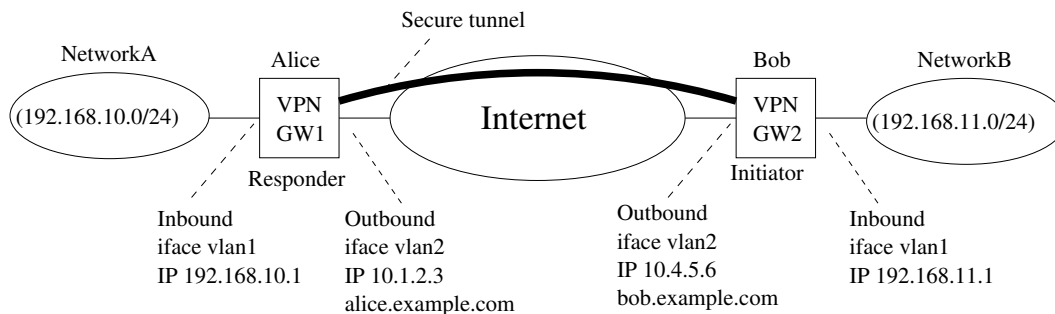 Secure tunnel
NetworkA
Alice
Bob
NetworkB
(192.168.10.0/24)
VPN
GW1
Internet
VPN
GW2
(192.168.11.0/24)
Responder
Initiator
Inbound
iface vlan1
IP 192.168.10.1
Outbound
iface vlan2
IP 10.1.2.3
alice.example.com
Outbound
iface vlan2
IP 10.4.5.6
bob.example.com
Inbound
iface vlan1
IP 192.168.11.1